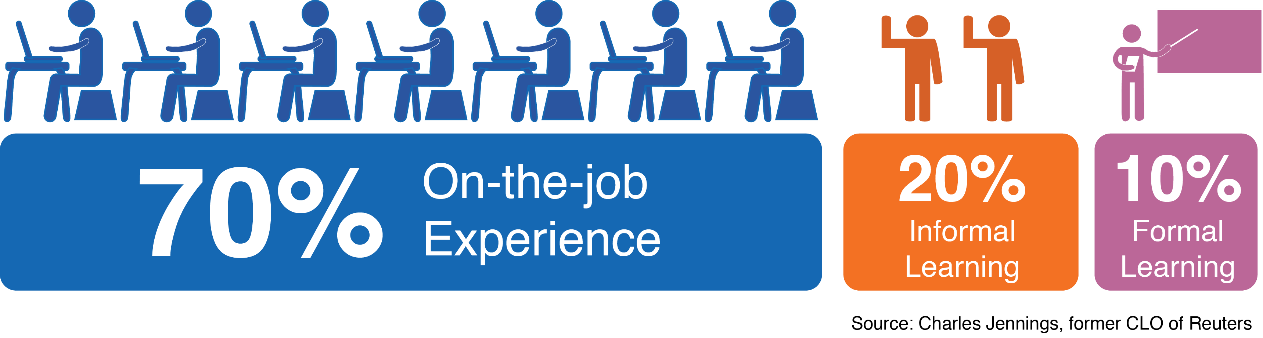 70%
On-the-job
Experience
20%
Informal
Learning
10%
Formal
Learning
Source: Charles Jennings, former CLO of Reuters